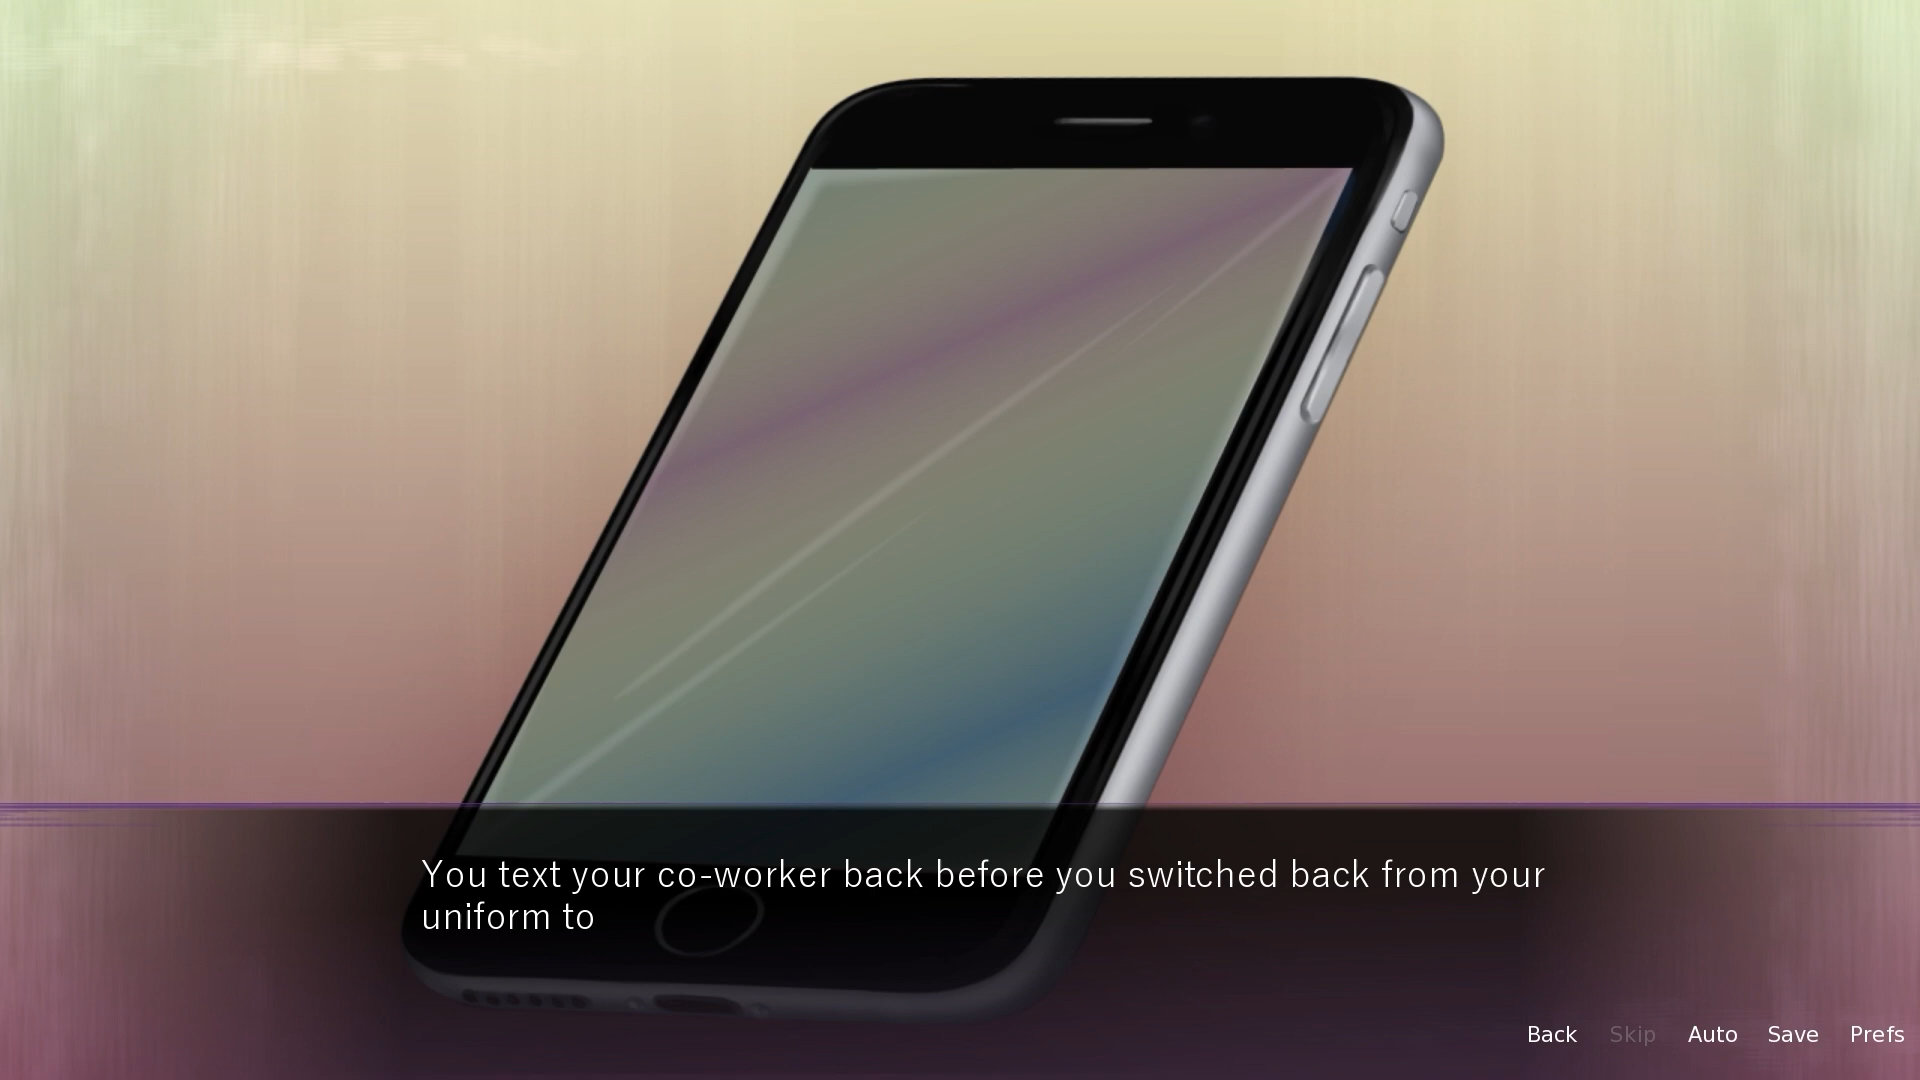 You text your co-worker back before you switched back from your
uniform to
Back Skip Auto Save Prefs